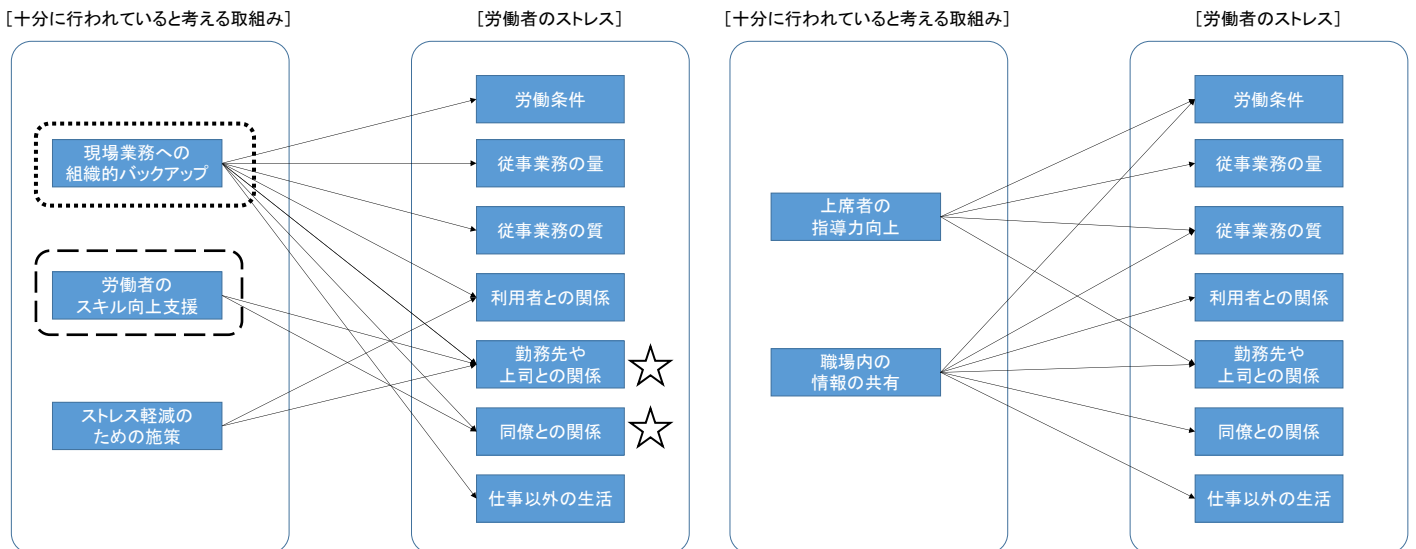 [十分に行われていると考える取組み]
[労働者のストレス]
現場業務への
組織的バックアップ
労働者の
スキル向上支援
ストレス軽減の
ための施策
労働条件
従事業務の量
従事業務の質
利用者との関係
勤務先や
上司との関係
同僚との関係
仕事以外の生活
[十分に行われていると考える取組み]
[労働者のストレス]
上席者の
指導力向上
職場内の
情報の共有
労働条件
従事業務の量
従事業務の質
利用者との関係
勤務先や
上司との関係
同僚との関係
仕事以外の生活